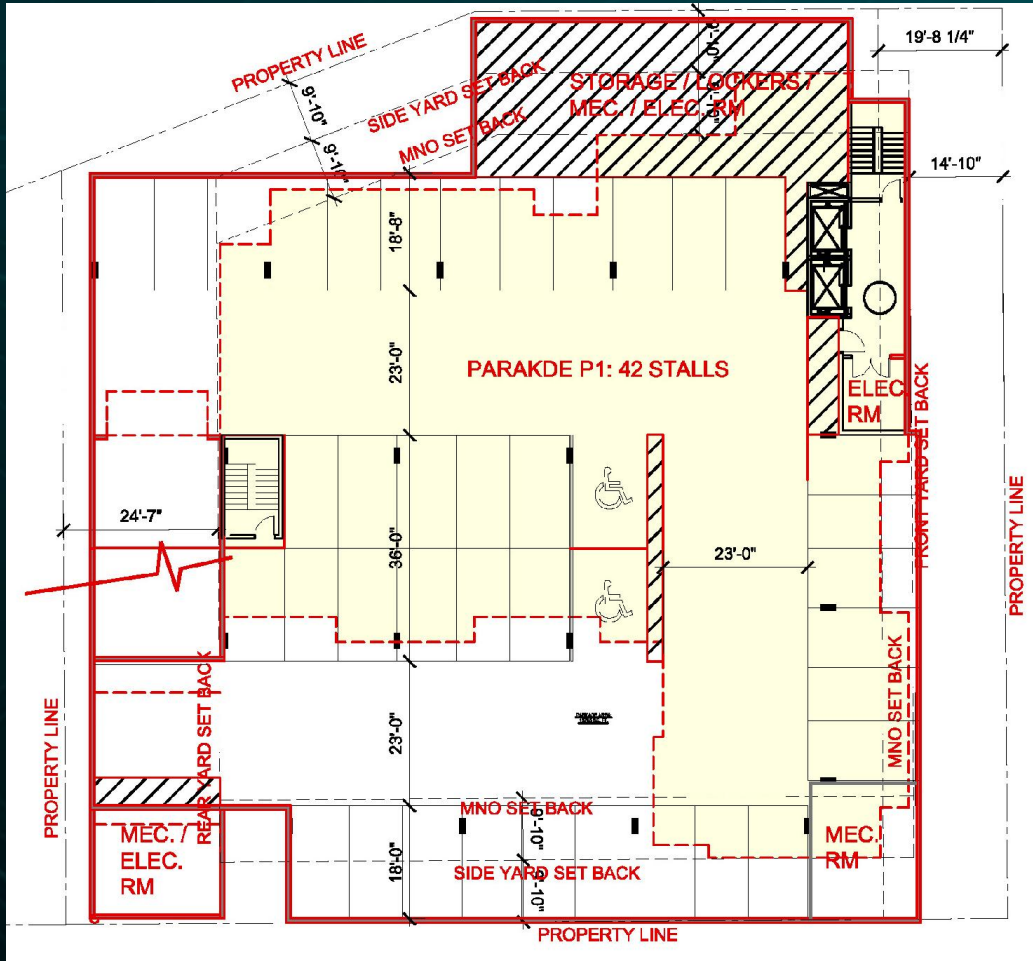 19'-8 1/4"
PROPERTY LINE
9'-10"
SIDE YARD SET BACK
STORAGE / LOCKERS /
MEC. / ELEC. RM
9'-10"
9'-10"
MNO SET BACK
9'-10"
14'-10"
18'-8"
23'-0"
PARAKDE P1: 42 STALLS
ELEC.
RM
FRONT YARD SET BACK
24'-7"
36'-0"
23'-0"
PROPERTY LINE
REAR YARD SET BACK
MNO SET BACK
PROPERTY LINE
23'-0"
MNO SET BACK
9'-10"
MEC. /
ELEC.
RM
18'-0"
MEC.
RM
SIDE YARD SET BACK
9'-10"
PROPERTY LINE